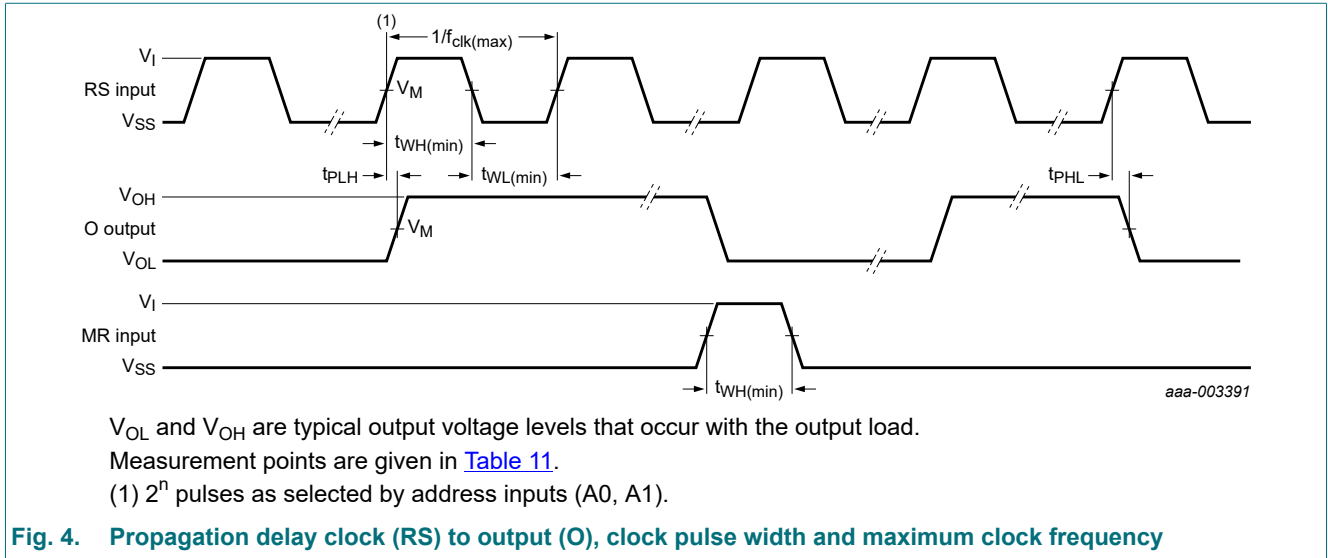 (1)
1/fclk(max)
VI
RS input
VM
VSS
tWH(min)
tPLH
tWL(min)
tPHL
VOH
O output
VM
VOL
VI
MR input
VSS
tWH(min)
aaa-003391
VOL and VOH are typical output voltage levels that occur with the output load.
Measurement points are given in Table 11.
(1) 2^n pulses as selected by address inputs (A0, A1).
Fig. 4. Propagation delay clock (RS) to output (O), clock pulse width and maximum clock frequency